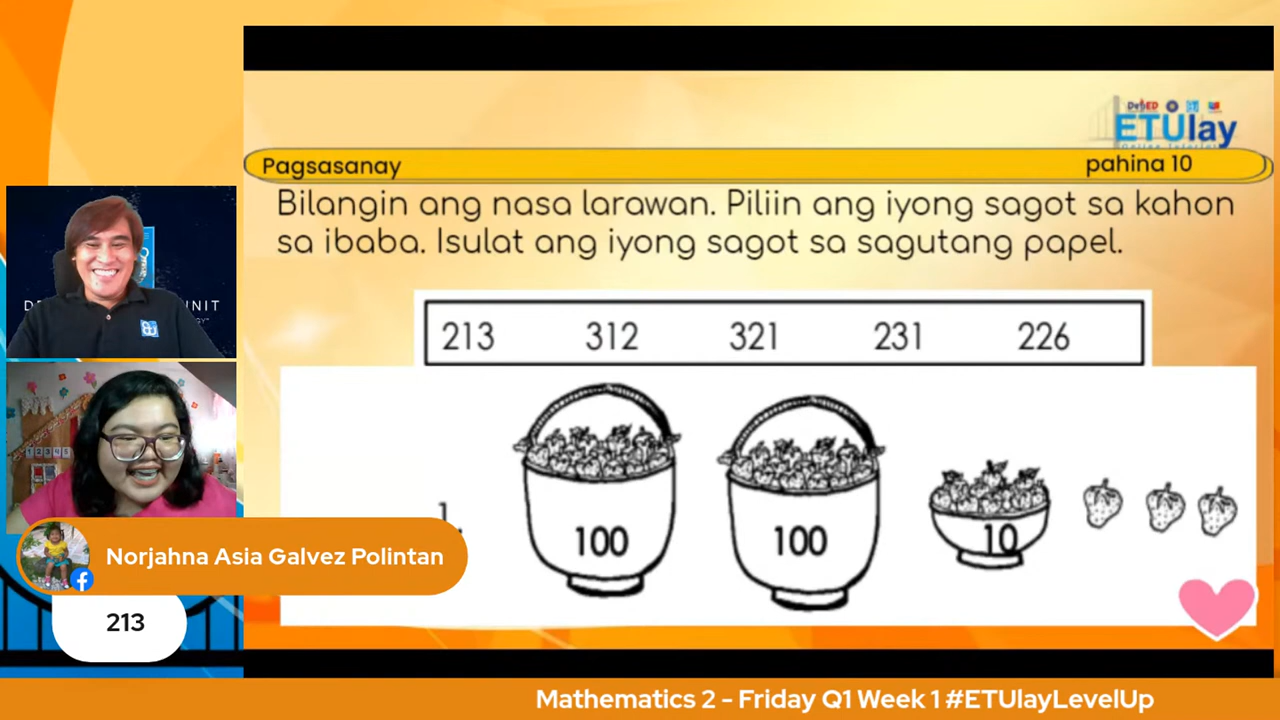 DepED
ETUlay
Pagsasanay
pahina 10
Bilangin ang nasa larawan. Piliin ang iyong sagot sa kahon
sa ibaba. Isulat ang iyong sagot sa sagutang papel.
213 312 321 231 226
1.
100 100 10
Norjahna Asia Galvez Polintan
213
Mathematics 2 - Friday Q1 Week 1 #ETUlayLevelUp